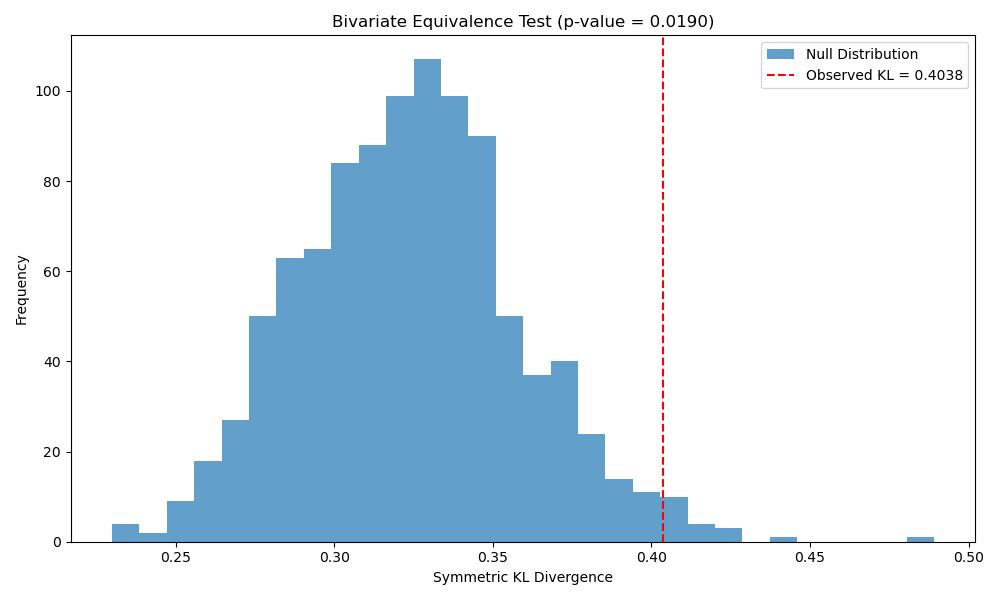 Bivariate Equivalence Test (p-value = 0.0190)
Null Distribution
Observed KL = 0.4038
Frequency
100
80
60
40
20
0
0.25
0.30
0.35
0.40
0.45
0.50
Symmetric KL Divergence